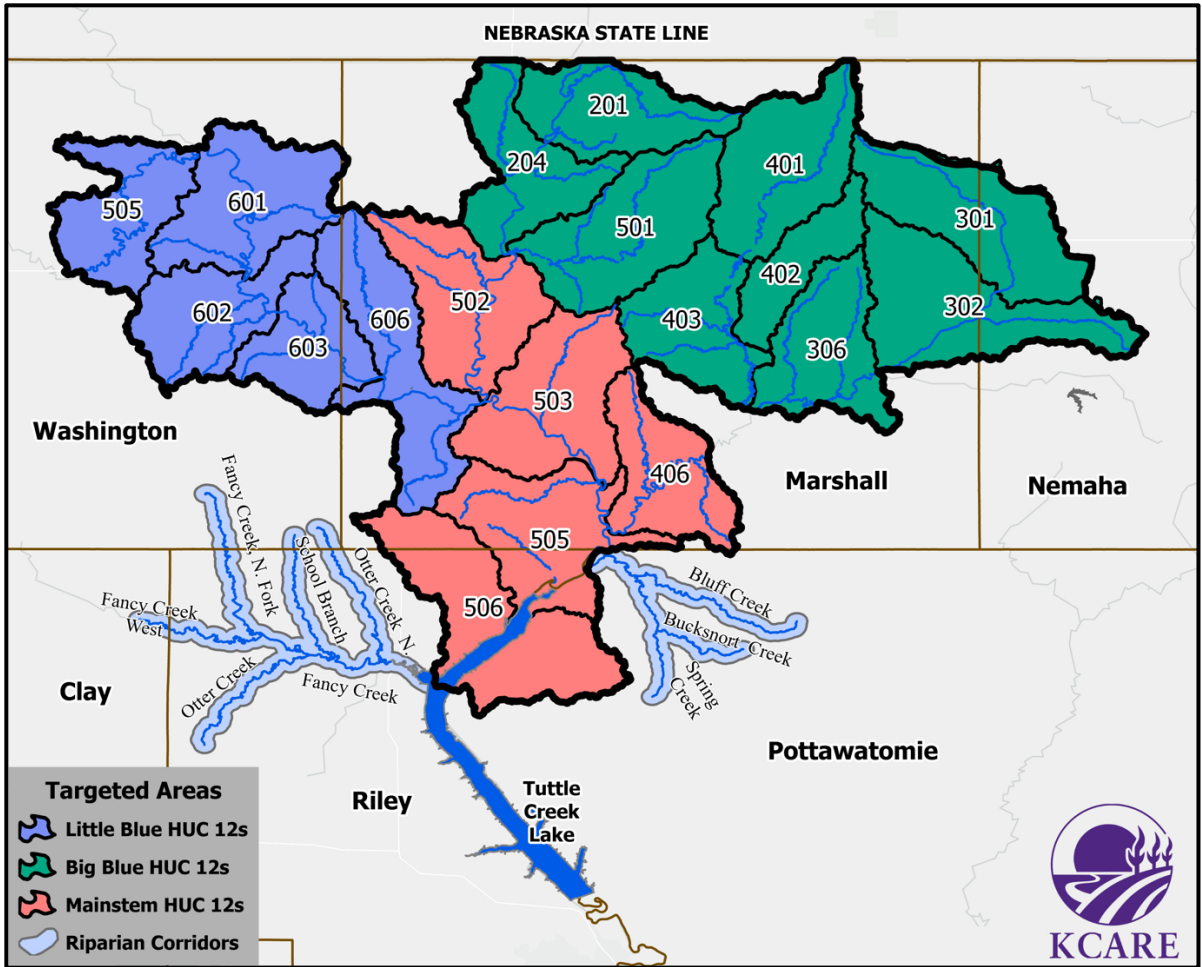 NEBRASKA STATE LINE
201
204
401
505
601
301
501
402
502
302
602
606
403
603
306
503
Washington
406
Marshall
Nemaha
Fancy Creek, N. Fork
School Branch
Otter Creek N.
505
Bluff Creek
Fancy Creek
West
506
Bucksnort Creek
Otter Creek
Fancy Creek
Spring
Creek
Clay
Pottawatomie
Riley
Tuttle
Creek
Lake
Targeted Areas
Little Blue HUC 12s
Big Blue HUC 12s
Mainstem HUC 12s
Riparian Corridors
KCARE